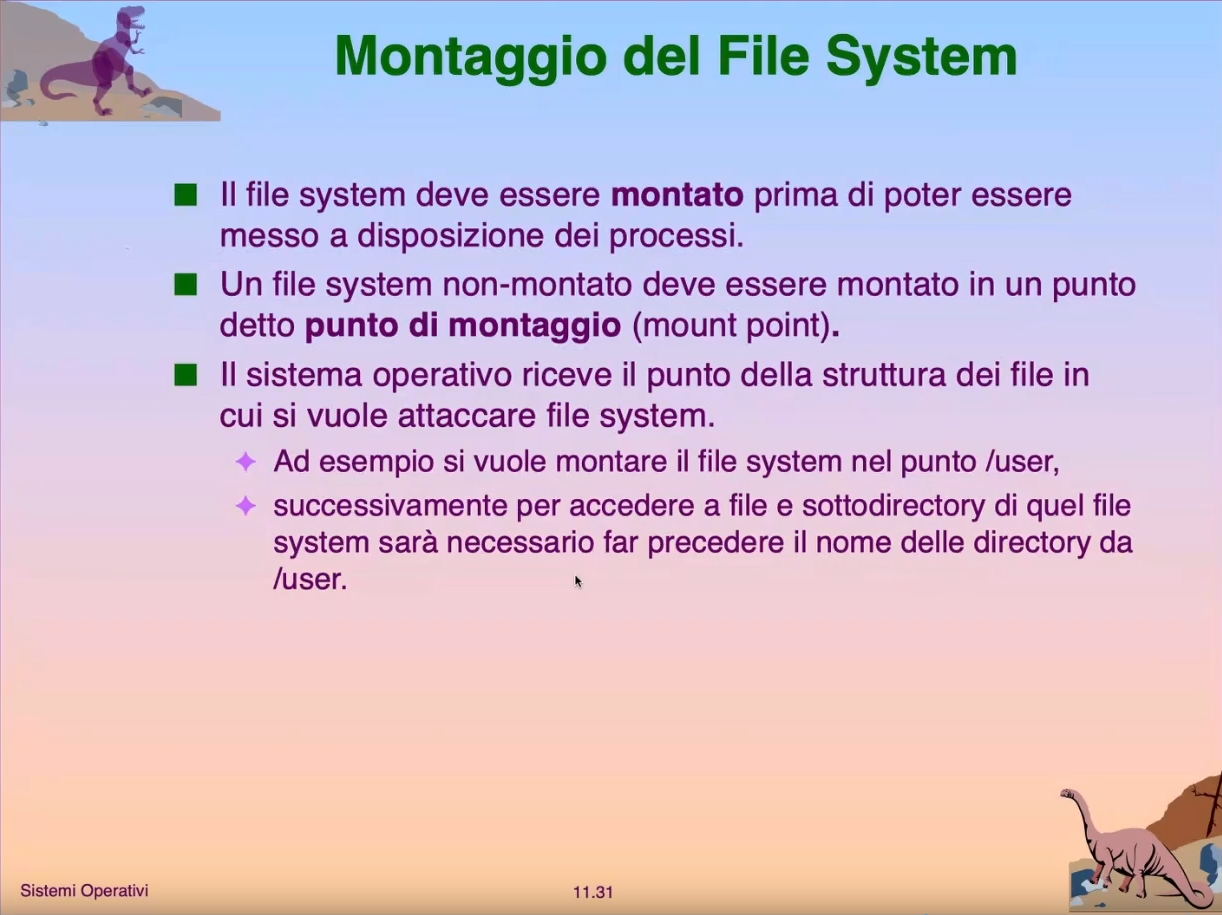 Montaggio del File System
Il file system deve essere montato prima di poter essere
messo a disposizione dei processi.
Un file system non-montato deve essere montato in un punto
detto punto di montaggio (mount point).
Il sistema operativo riceve il punto della struttura dei file in
cui si vuole attaccare file system.
Ad esempio si vuole montare il file system nel punto /user,
successivamente per accedere a file e sottodirectory di quel file
system sarà necessario far precedere il nome delle directory da
/user.
Sistemi Operativi
11.31